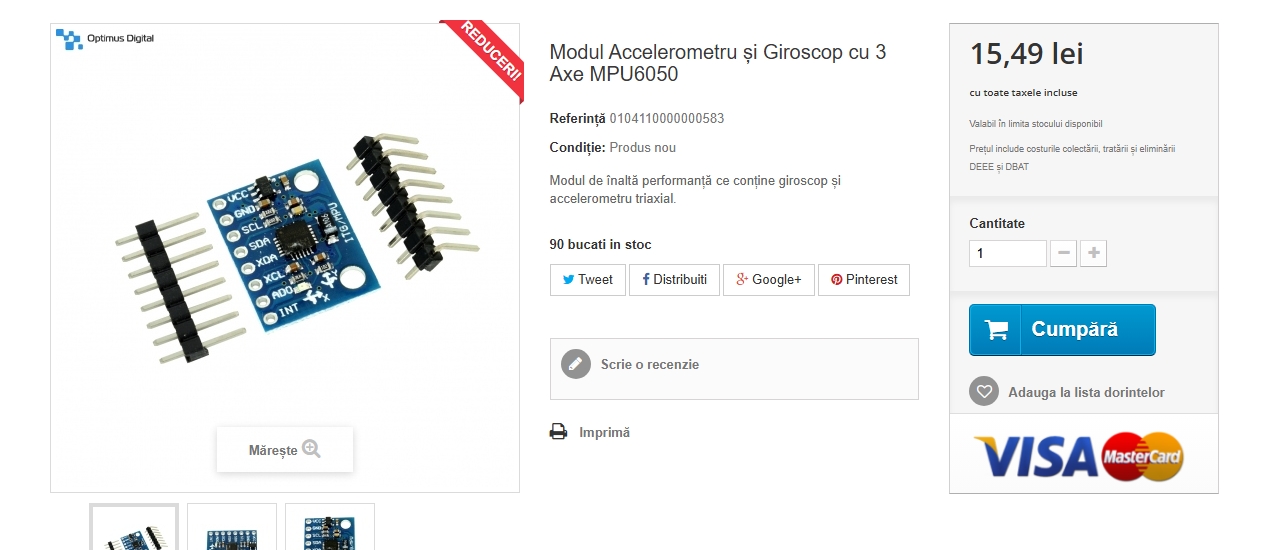 Optimus Digital
REDUCERI!
VCC
GND
SCL
SDA
XDA
XCL
ADO
INT
ITG/MPU
X
Y
Mărește
Modul Accelerometru și Giroscop cu 3
Axe MPU6050
Referință 0104110000000583
Condiție: Produs nou
Modul de înaltă performanță ce conține giroscop și
accelerometru triaxial.
90 bucati in stoc
Tweet
Distribuiti
Google+
Pinterest
Scrie o recenzie
Imprimă
15,49 lei
cu toate taxele incluse
Valabil în limita stocului disponibil
Prețul include costurile colectării, tratării și eliminării
DEEE și DBAT
Cantitate
1
Cumpără
Adauga la lista dorintelor
VISA MasterCard